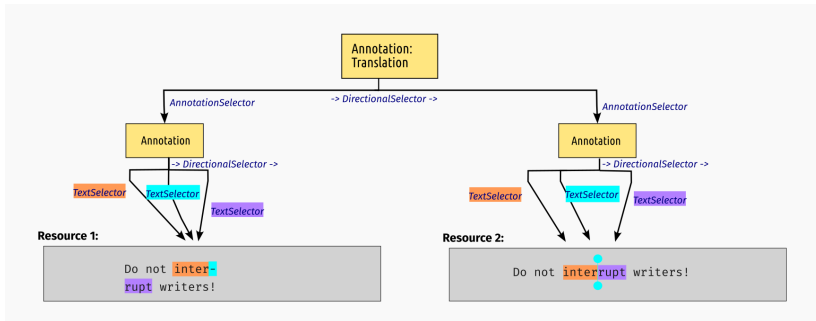 Annotation:
Translation
-> DirectionalSelector ->
AnnotationSelector
AnnotationSelector
Annotation
Annotation
-> DirectionalSelector ->
-> DirectionalSelector ->
TextSelector
TextSelector
TextSelector
TextSelector
TextSelector
TextSelector
Resource 1:
Do not inter-
rupt writers!
Resource 2:
Do not interrupt writers!